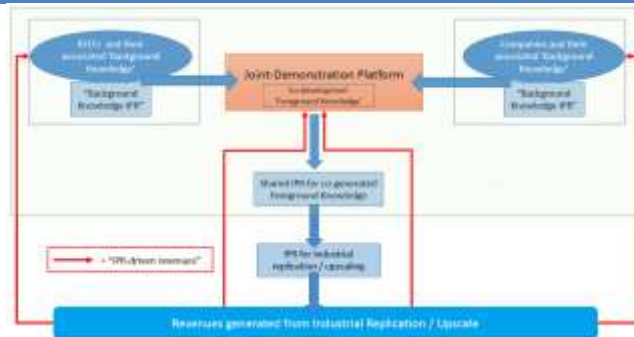 and their
associated 'Background
Knowledge'
Companies and their
associated 'Background
Knowledge'
Joint-Demonstration Platform
Co-development
'Foreground Knowledge'
"Background
Knowledge IPR"
"Background
Knowledge IPR"
Shared IPR for co-generated
Foreground Knowledge
IPR for Industrial
replication / upscaling
= "IPR-driven revenues"
Revenues generated from Industrial Replication / Upscale